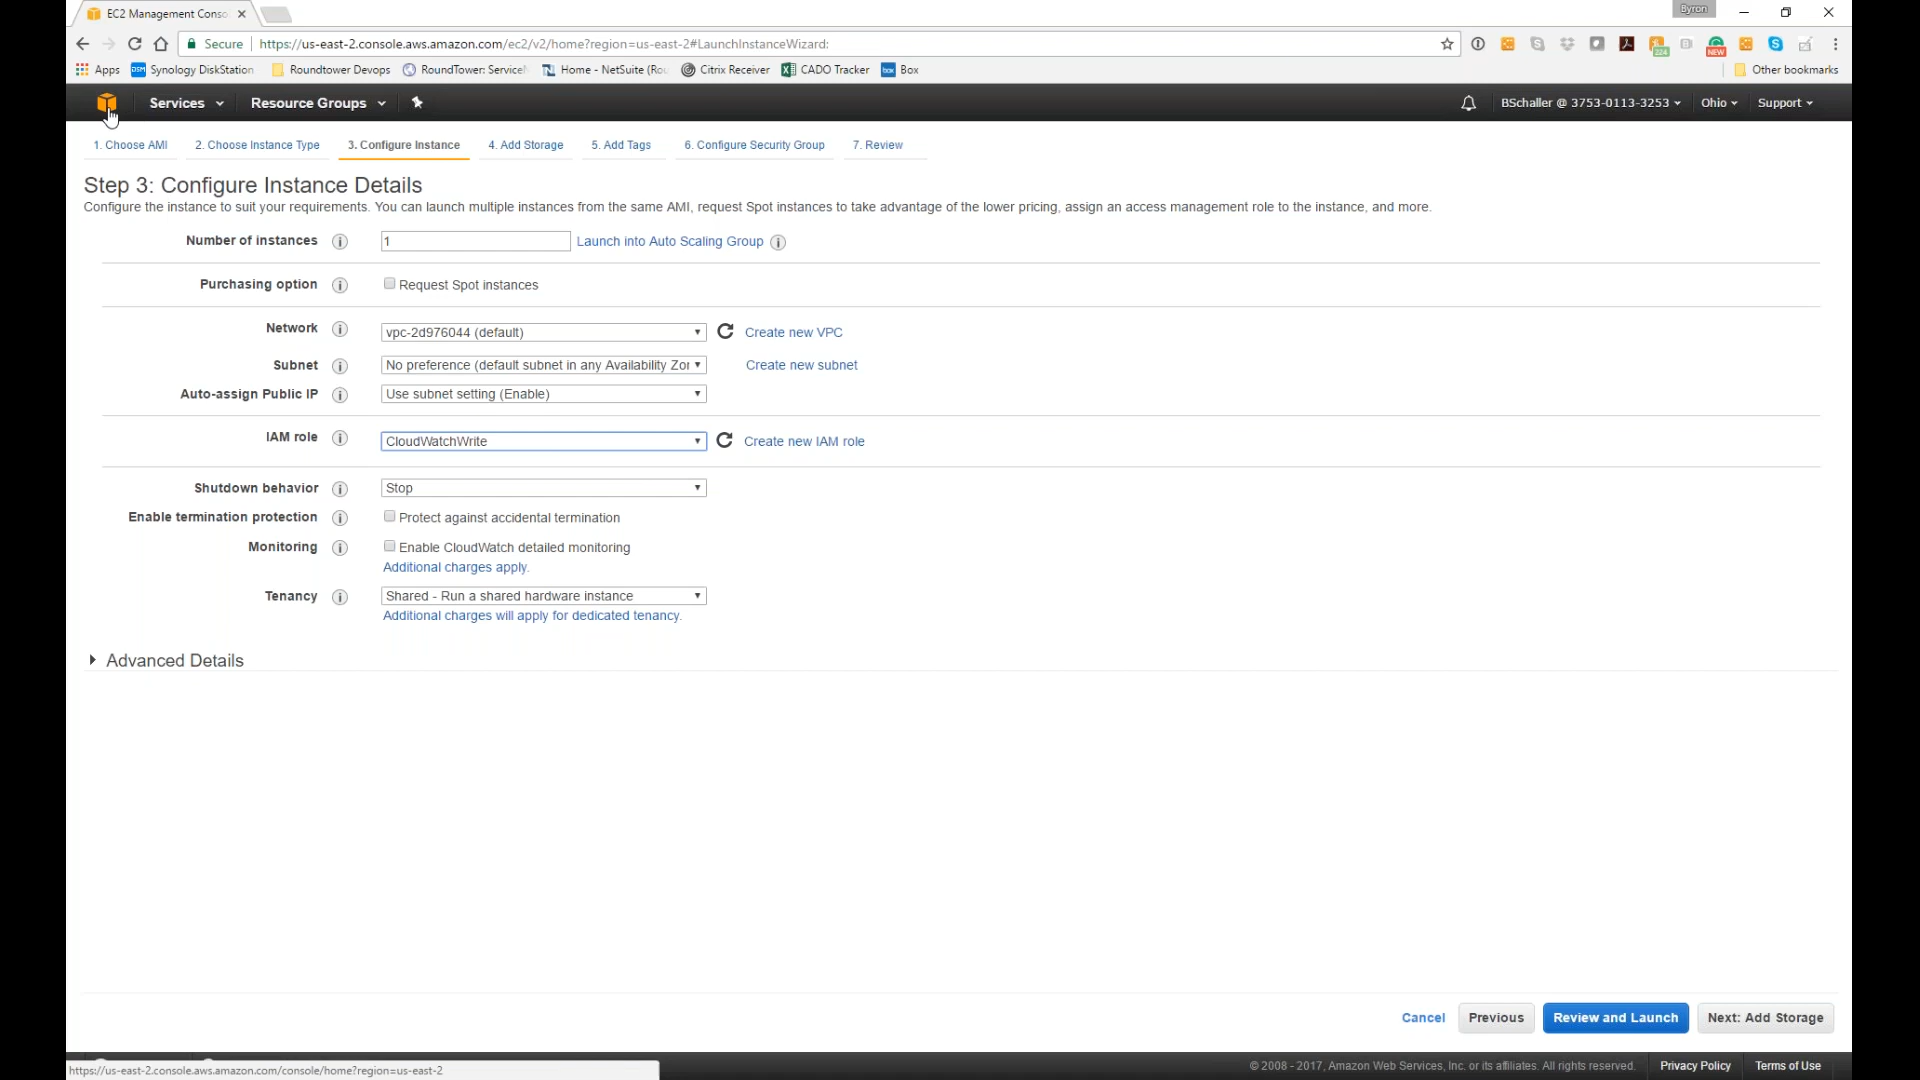 EC2 Management Conso
Byron
Secure https://us-east-2.console.aws.amazon.com/ec2/v2/home?region=us-east-2#LaunchInstanceWizard:
224
NEW
Apps DSM Synology DiskStation Roundtower Devops RoundTower: Service Home - NetSuite (Rou Citrix Receiver CADO Tracker box Box Other bookmarks
Services Resource Groups BSchaller @ 3753-0113-3253 Ohio Support
1. Choose AMI 2. Choose Instance Type 3. Configure Instance 4. Add Storage 5. Add Tags 6. Configure Security Group 7. Review
Step 3: Configure Instance Details
Configure the instance to suit your requirements. You can launch multiple instances from the same AMI, request Spot instances to take advantage of the lower pricing, assign an access management role to the instance, and more.
Number of instances i 1 Launch into Auto Scaling Group i
Purchasing option i Request Spot instances
Network i vpc-2d976044 (default) Create new VPC
Subnet i No preference (default subnet in any Availability Zor Create new subnet
Auto-assign Public IP i Use subnet setting (Enable)
IAM role i CloudWatchWrite Create new IAM role
Shutdown behavior i Stop
Enable termination protection i Protect against accidental termination
Monitoring i Enable CloudWatch detailed monitoring
Additional charges apply.
Tenancy i Shared - Run a shared hardware instance
Additional charges will apply for dedicated tenancy.
Advanced Details
Cancel Previous Review and Launch Next: Add Storage
https://us-east-2.console.aws.amazon.com/console/home?region=us-east-2
© 2008 - 2017, Amazon Web Services, Inc. or its affiliates. All rights reserved. Privacy Policy Terms of Use